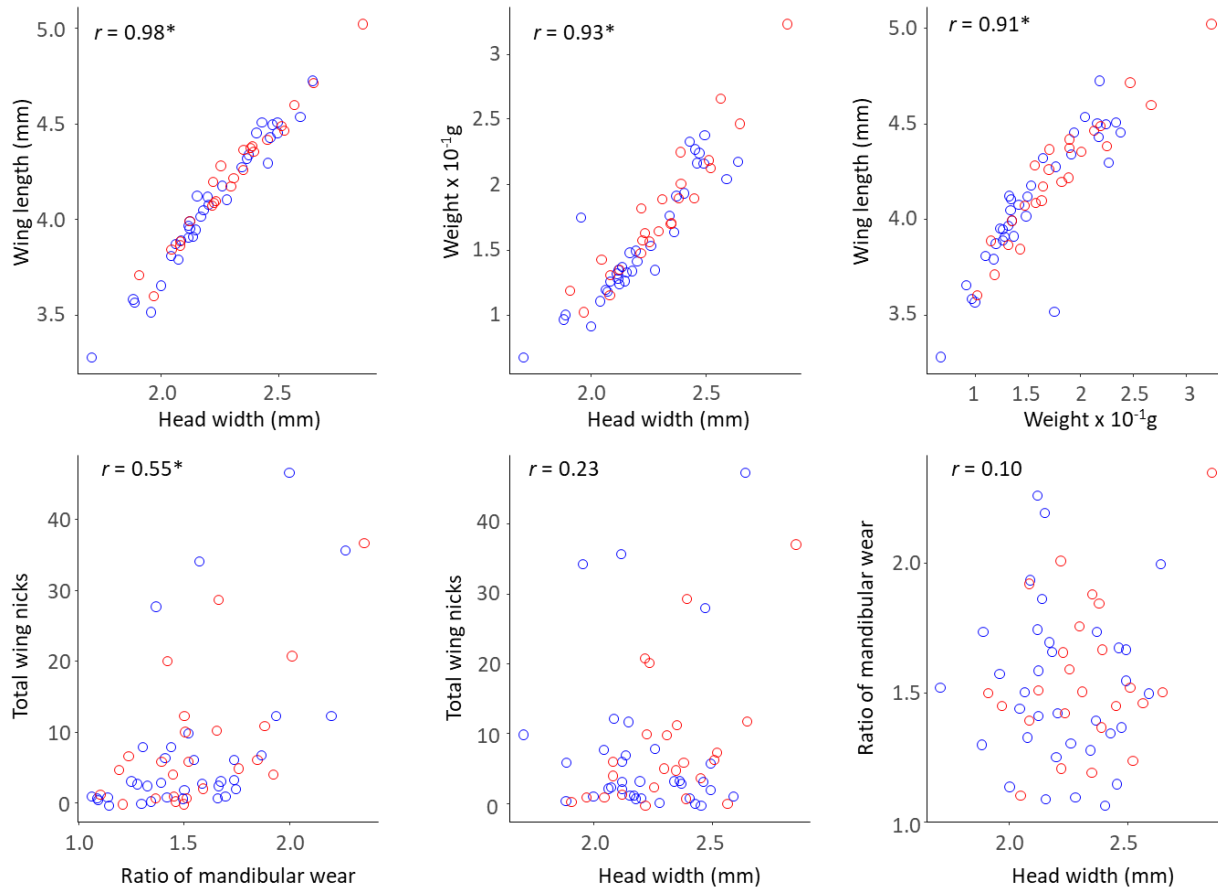 r = 0.98*
Wing length (mm)
5.0
4.5
4.0
3.5
2.0 2.5
Head width (mm)
r = 0.93*
Weight x 10⁻¹g
3
2.5
2
1.5
1
2.0 2.5
Head width (mm)
r = 0.91*
Wing length (mm)
5.0
4.5
4.0
3.5
1 1.5 2 2.5 3
Weight x 10⁻¹g
r = 0.55*
Total wing nicks
40
30
20
10
0
1.0 1.5 2.0
Ratio of mandibular wear
r = 0.23
Total wing nicks
40
30
20
10
0
2.0 2.5
Head width (mm)
r = 0.10
Ratio of mandibular wear
2.0
1.5
1.0
2.0 2.5
Head width (mm)